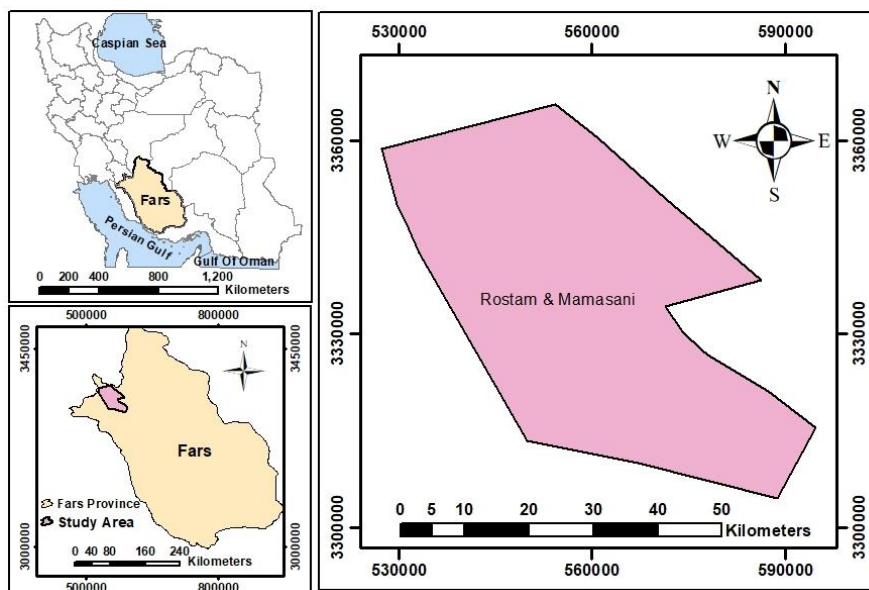 Caspian Sea
Fars
Persian Gulf
Gulf Of Oman
0 200 400 800 1,200
Kilometers
500000 800000
3450000 3450000
N
Fars
Fars Province
Study Area
0 40 80 160 240
Kilometers
3000000 3000000
500000 800000
530000 560000 590000
N
W E
S
3360000 3360000
Rostam & Mamasani
3330000 3330000
0 5 10 20 30 40 50
Kilometers
3300000 3300000
530000 560000 590000